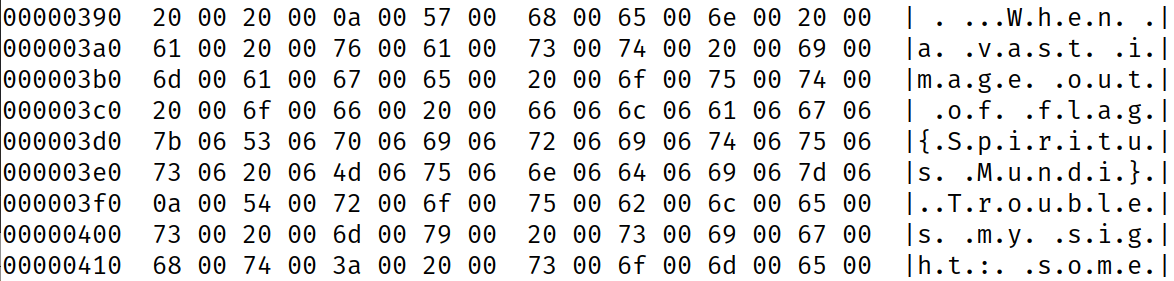 00000390  20 00 20 00 0a 00 57 00  68 00 65 00 6e 00 20 00  | . ...W.h.e.n. .|
000003a0  61 00 20 00 76 00 61 00  73 00 74 00 20 00 69 00  |a. .v.a.s.t. .i.|
000003b0  6d 00 61 00 67 00 65 00  20 00 6f 00 75 00 74 00  |m.a.g.e. .o.u.t.|
000003c0  20 00 6f 00 66 00 20 00  66 06 6c 06 61 06 67 06  | .o.f. .f.l.a.g.|
000003d0  7b 06 53 06 70 06 69 06  72 06 69 06 74 06 75 06  |{.S.p.i.r.i.t.u.|
000003e0  73 06 20 06 4d 06 75 06  6e 06 64 06 69 06 7d 06  |s. .M.u.n.d.i.}.|
000003f0  0a 00 54 00 72 00 6f 00  75 00 62 00 6c 00 65 00  |..T.r.o.u.b.l.e.|
00000400  73 00 20 00 6d 00 79 00  20 00 73 00 69 00 67 00  |s. .m.y. .s.i.g.|
00000410  68 00 74 00 3a 00 20 00  73 00 6f 00 6d 00 65 00  |h.t.:. .s.o.m.e.|